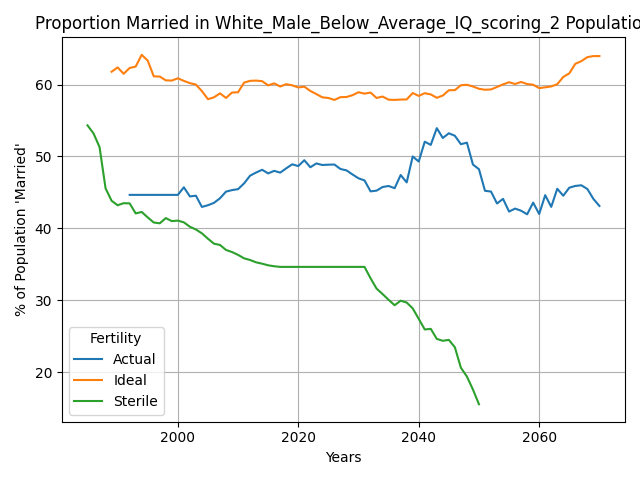 Proportion Married in White_Male_Below_Average_IQ_scoring_2 Populatio
% of Population 'Married'
60
50
40
30
20
Fertility
Actual
Ideal
Sterile
2000 2020 2040 2060
Years